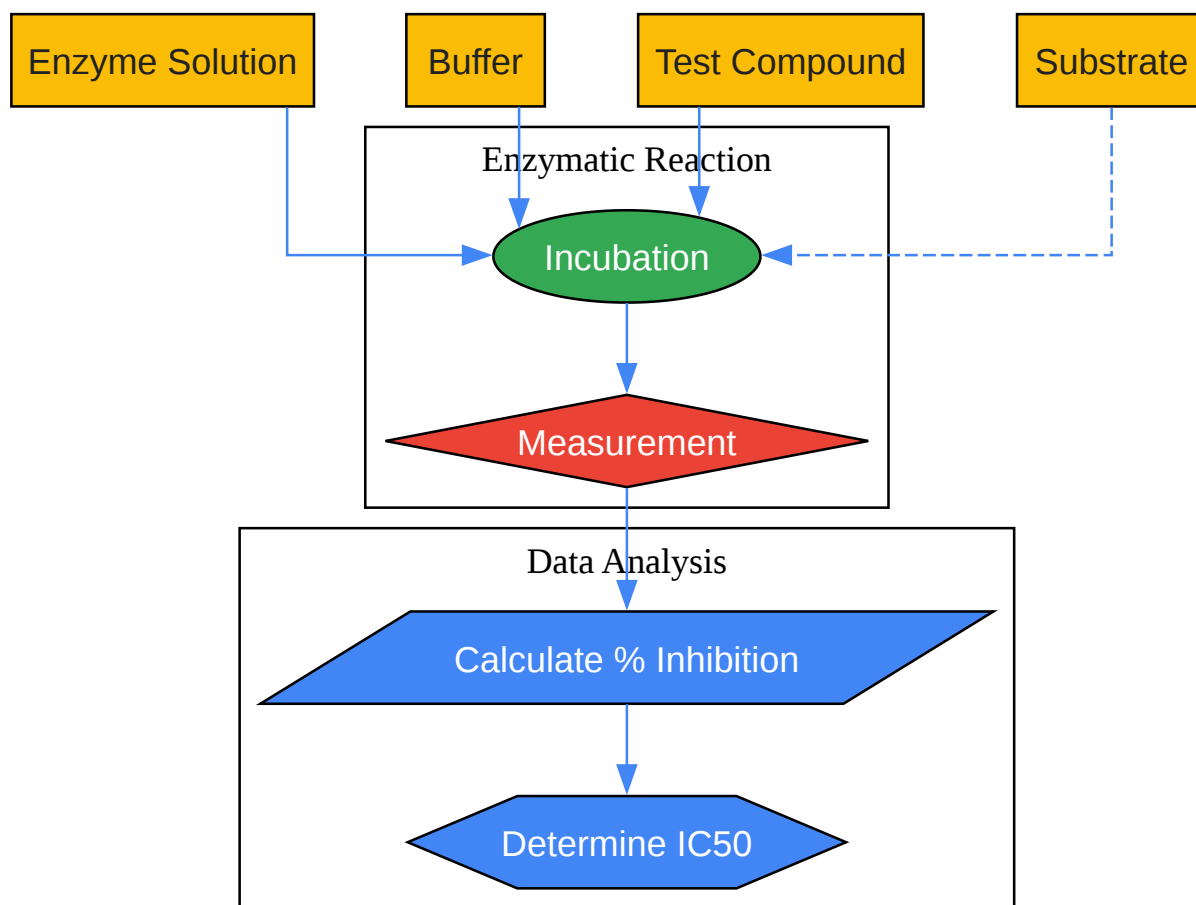 Enzyme Solution
Buffer
Test Compound
Substrate
Enzymatic Reaction
Incubation
Measurement
Data Analysis
Calculate % Inhibition
Determine IC50